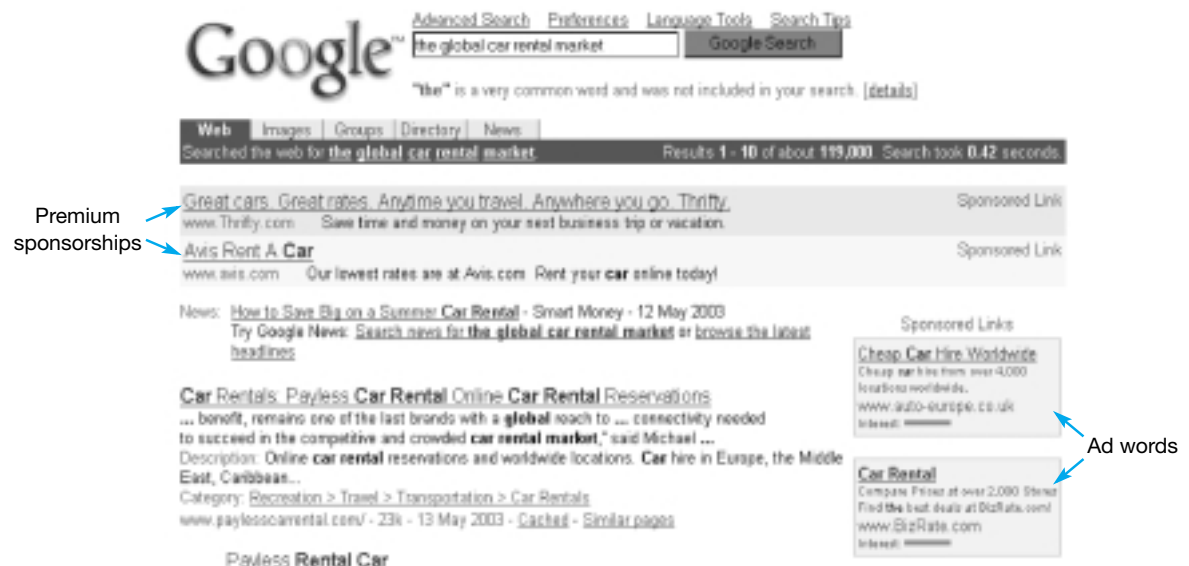 Advanced Search Preferences Language Tools Search Tips
Google™
the global car rental market Google Search
"the" is a very common word and was not included in your search. [details]
Web Images Groups Directory News
Searched the web for the global car rental market. Results 1 - 10 of about 119,000. Search took 0.42 seconds.
Premium sponsorships
Great cars. Great rates. Anytime you travel. Anywhere you go. Thrifty. Sponsored Link
www.Thrifty.com Save time and money on your next business trip or vacation.
Avis Rent A Car Sponsored Link
www.avis.com Our lowest rates are at Avis.com Rent your car online today!
News: How to Save Big on a Summer Car Rental - Smart Money - 12 May 2003
Try Google News: Search news for the global car rental market or browse the latest
headlines
Car Rentals: Payless Car Rental Online Car Rental Reservations
... benefit, remains one of the last brands with a global reach to ... connectivity needed
to succeed in the competitive and crowded car rental market," said Michael ...
Description: Online car rental reservations and worldwide locations. Car hire in Europe, the Middle
East, Caribbean...
Category: Recreation > Travel > Transportation > Car Rentals
www.paylesscarrental.com/ - 23k - 13 May 2003 - Cached - Similar pages
Payless Rental Car
Sponsored Links
Cheap Car Hire Worldwide
Cheap car hire from over 4,000
locations worldwide.
www.auto-europe.co.uk
Interest:
Car Rental
Compare Prices at over 2,000 Stores
Find the best deals at BizRate.com!
www.BizRate.com
Interest:
Ad words